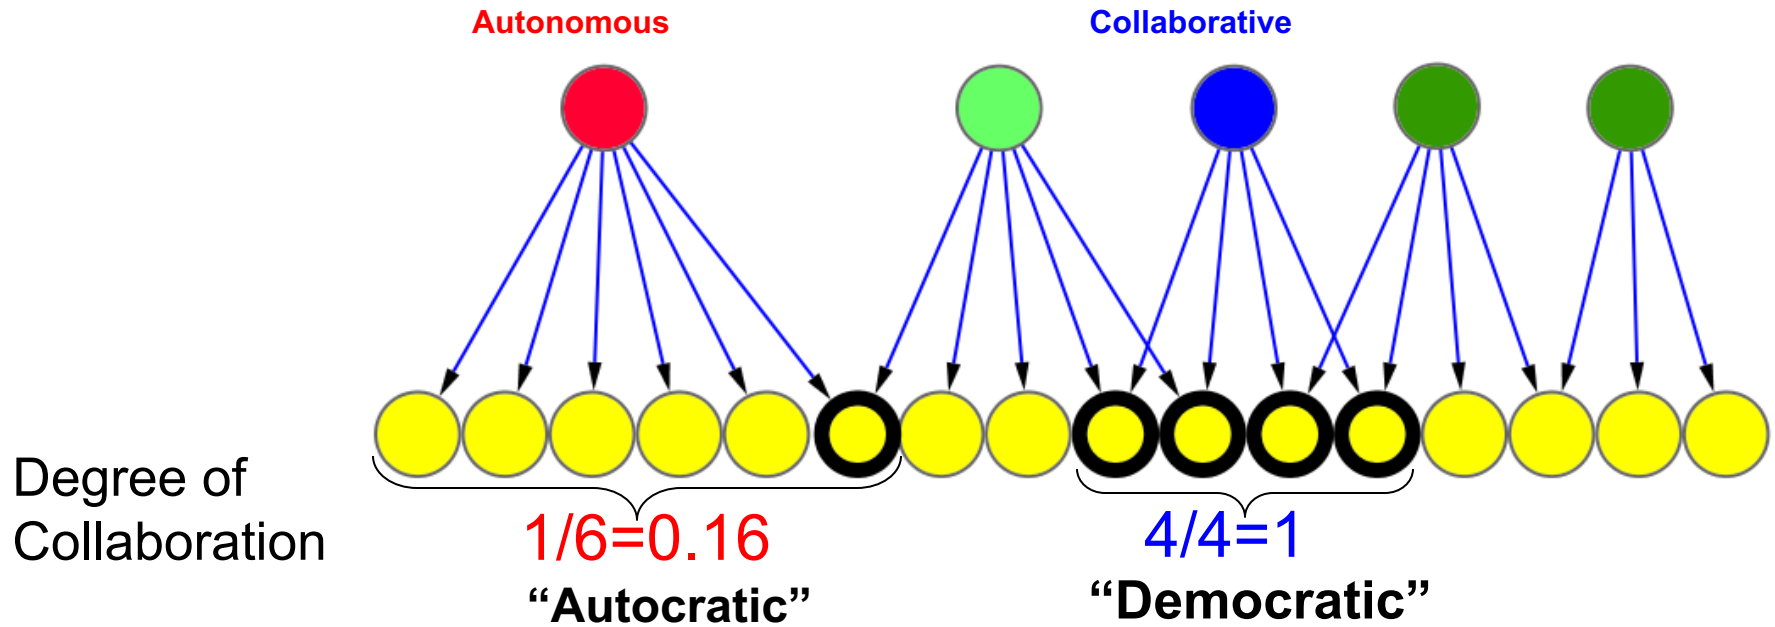 Autonomous
Collaborative
Degree of
Collaboration
1/6=0.16
4/4=1
“Autocratic”
“Democratic”